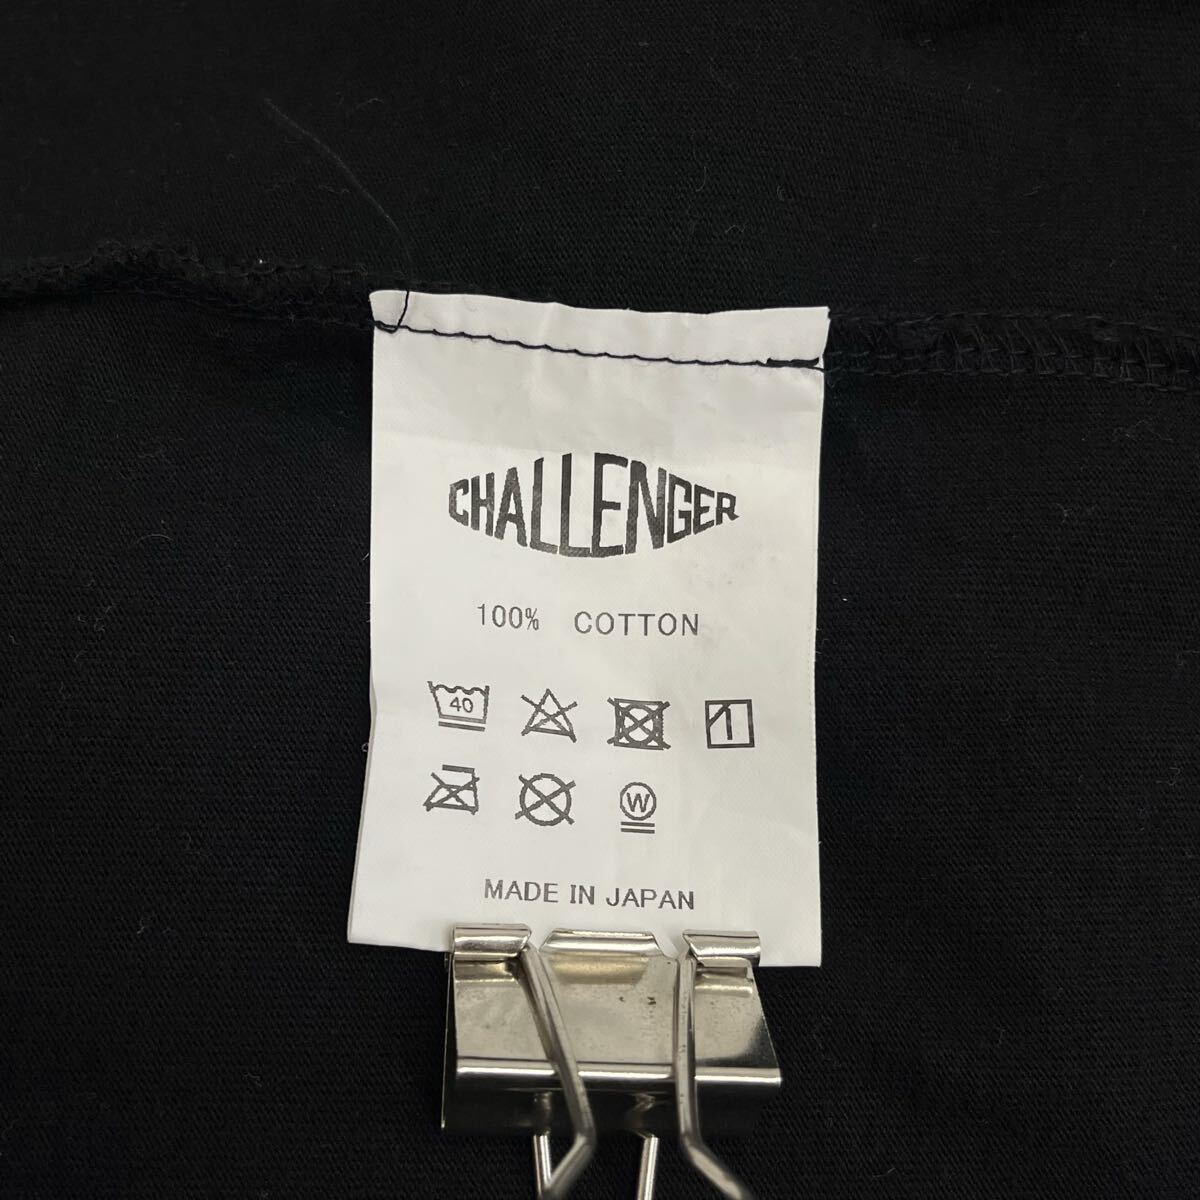 CHALLENGER
100% COTTON
40
1
W
MADE IN JAPAN